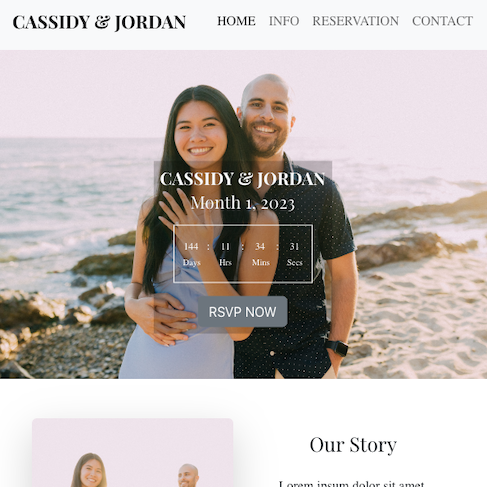 CASSIDY & JORDAN HOME INFO RESERVATION CONTACT
CASSIDY & JORDAN
Month 1, 2023
144 : 11 : 34 : 31
Days Hrs Mins Secs
RSVP NOW
Our Story
Lorem ipsum dolor sit amet